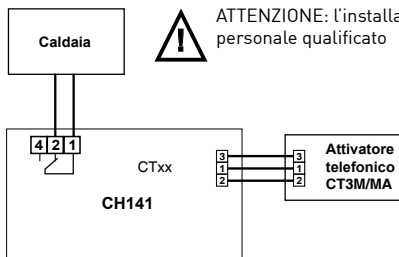 ATTENZIONE: l'installa
personale qualificato
Caldaia
!
4 2 1
CTxx
CH141
3 3
1 1
2 2
Attivatore
telefonico
CT3M/MA